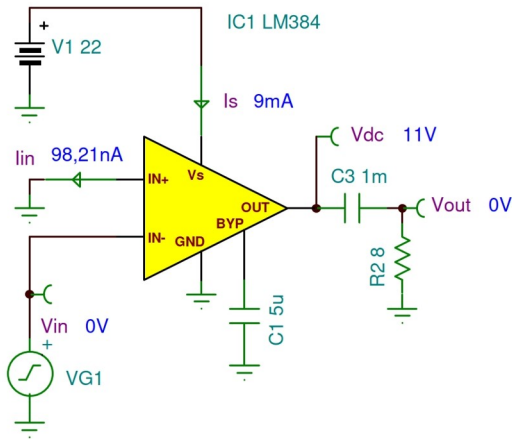 IC1 LM384
+
V1 22
Is 9mA
Vdc 11V
Iin 98,21nA
C3 1m
IN+
Vs
OUT
Vout 0V
BYP
IN-
GND
R2 8
C1 5u
Vin 0V
+
VG1